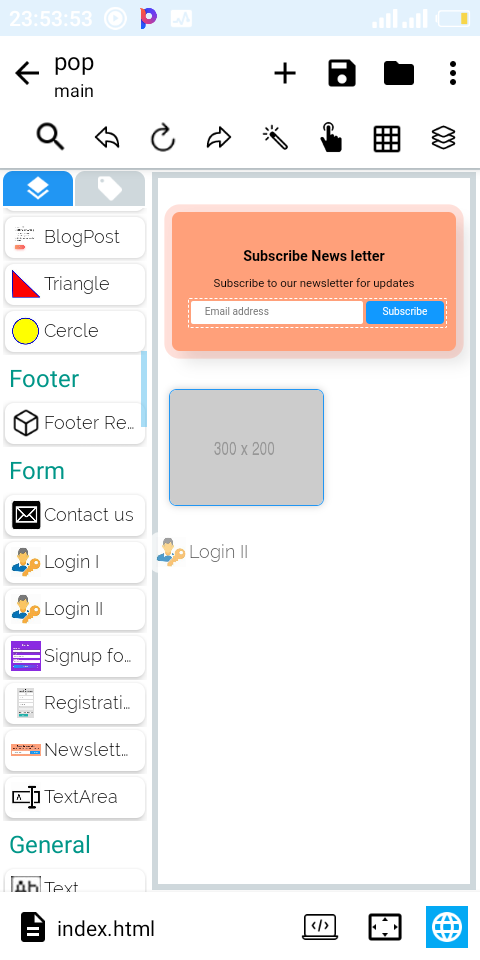 23:53:53
pop
main
BlogPost
Triangle
Cercle
Footer
Footer Re...
Form
Contact us
Login I
Login II
Signup fo...
Registrati...
Newslett...
TextArea
General
Text
Subscribe News letter
Subscribe to our newsletter for updates
Email address
Subscribe
300 x 200
Login II
index.html